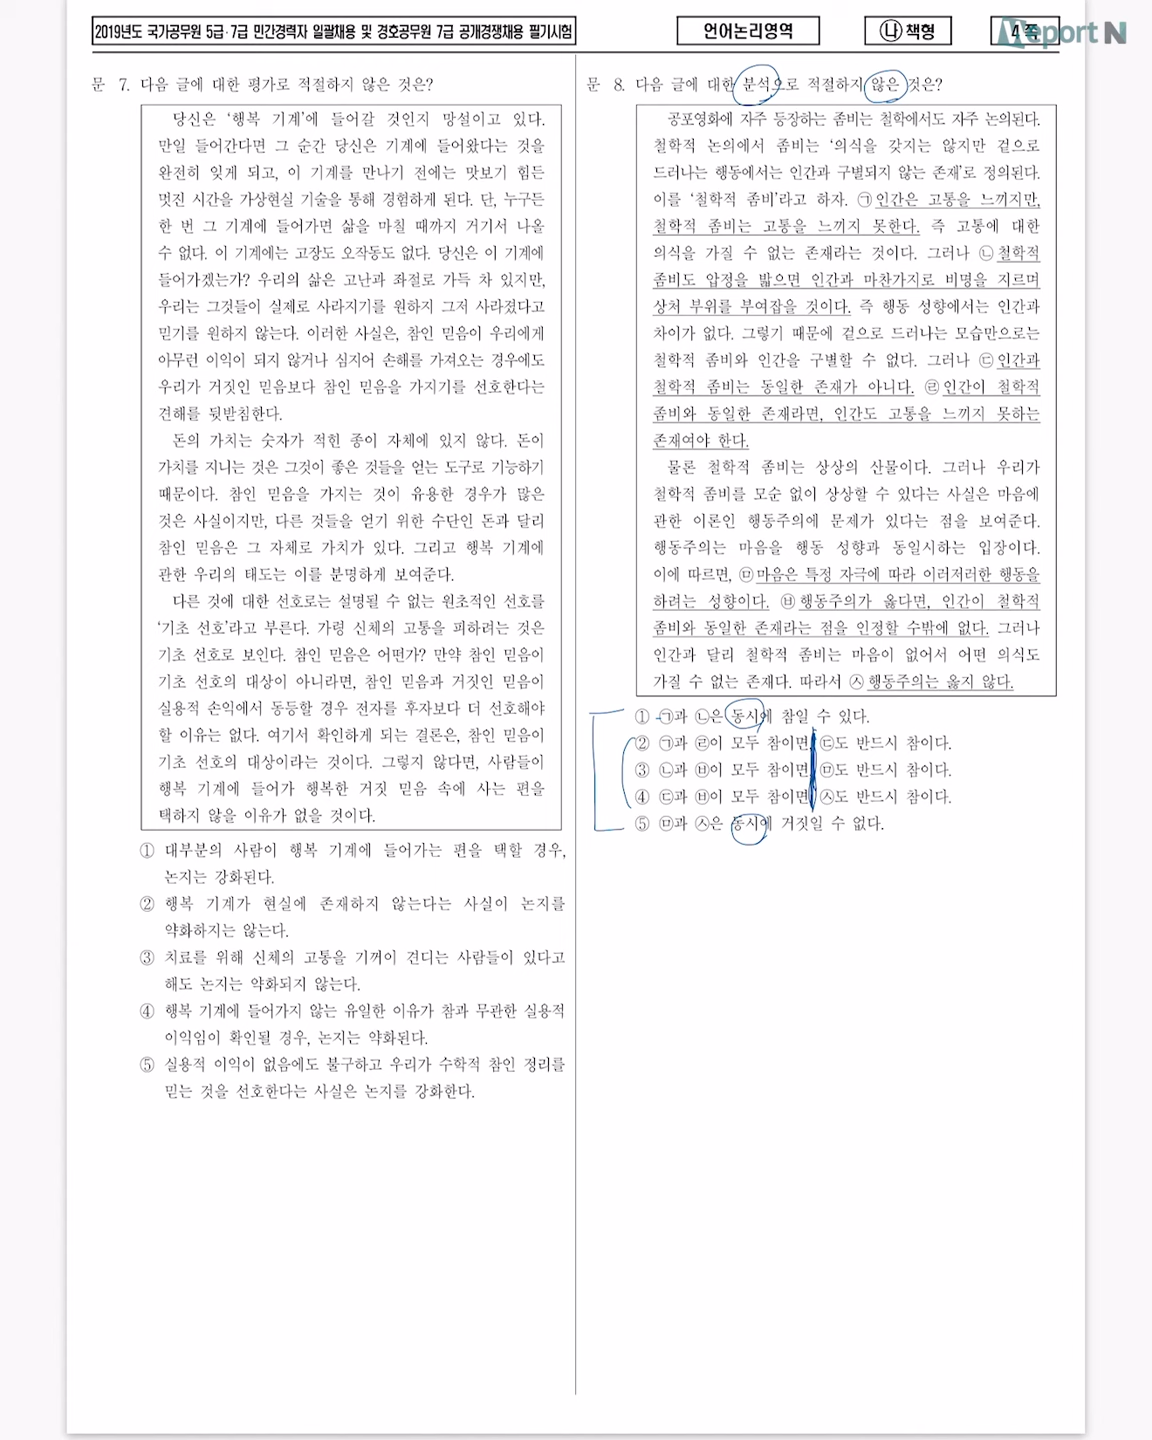 2019년도 국가공무원 5급·7급 민간경력자 일괄채용 및 경호공무원 7급 공개경쟁채용 필기시험
언어논리영역
㉯ 책형
4 쪽
Report N
문 7. 다음 글에 대한 평가로 적절하지 않은 것은?
당신은 ‘행복 기계’에 들어갈 것인지 망설이고 있다.
만일 들어간다면 그 순간 당신은 기계에 들어왔다는 것을
완전히 잊게 되고, 이 기계를 만나기 전에는 맛보기 힘든
멋진 시간을 가상현실 기술을 통해 경험하게 된다. 단, 누구든
한 번 그 기계에 들어가면 삶을 마칠 때까지 거기서 나올
수 없다. 이 기계에는 고장도 오작동도 없다. 당신은 이 기계에
들어가겠는가? 우리의 삶은 고난과 좌절로 가득 차 있지만,
우리는 그것들이 실제로 사라지기를 원하지 그저 사라졌다고
믿기를 원하지 않는다. 이러한 사실은, 참인 믿음이 우리에게
아무런 이익이 되지 않거나 심지어 손해를 가져오는 경우에도
우리가 거짓인 믿음보다 참인 믿음을 가지기를 선호한다는
견해를 뒷받침한다.
돈의 가치는 숫자가 적힌 종이 자체에 있지 않다. 돈이
가치를 지니는 것은 그것이 좋은 것들을 얻는 도구로 기능하기
때문이다. 참인 믿음을 가지는 것이 유용한 경우가 많은
것은 사실이지만, 다른 것들을 얻기 위한 수단인 돈과 달리
참인 믿음은 그 자체로 가치가 있다. 그리고 행복 기계에
관한 우리의 태도는 이를 분명하게 보여준다.
다른 것에 대한 선호로는 설명될 수 없는 원초적인 선호를
‘기초 선호’라고 부른다. 가령 신체의 고통을 피하려는 것은
기초 선호로 보인다. 참인 믿음은 어떤가? 만약 참인 믿음이
기초 선호의 대상이 아니라면, 참인 믿음과 거짓인 믿음이
실용적 손익에서 동등할 경우 전자를 후자보다 더 선호해야
할 이유는 없다. 여기서 확인하게 되는 결론은, 참인 믿음이
기초 선호의 대상이라는 것이다. 그렇지 않다면, 사람들이
행복 기계에 들어가 행복한 거짓 믿음 속에 사는 편을
택하지 않을 이유가 없을 것이다.
① 대부분의 사람이 행복 기계에 들어가는 편을 택할 경우,
논지는 강화된다.
② 행복 기계가 현실에 존재하지 않는다는 사실이 논지를
약화하지는 않는다.
③ 치료를 위해 신체의 고통을 기꺼이 견디는 사람들이 있다고
해도 논지는 약화되지 않는다.
④ 행복 기계에 들어가지 않는 유일한 이유가 참과 무관한 실용적
이익임이 확인될 경우, 논지는 약화된다.
⑤ 실용적 이익이 없음에도 불구하고 우리가 수학적 참인 정리를
믿는 것을 선호한다는 사실은 논지를 강화한다.
문 8. 다음 글에 대한 분석으로 적절하지 않은 것은?
공포영화에 자주 등장하는 좀비는 철학에서도 자주 논의된다.
철학적 논의에서 좀비는 ‘의식을 갖지는 않지만 겉으로
드러나는 행동에서는 인간과 구별되지 않는 존재’로 정의된다.
이를 ‘철학적 좀비’라고 하자. ㉠인간은 고통을 느끼지만,
철학적 좀비는 고통을 느끼지 못한다. 즉 고통에 대한
의식을 가질 수 없는 존재라는 것이다. 그러나 ㉡철학적
좀비도 압정을 밟으면 인간과 마찬가지로 비명을 지르며
상처 부위를 부여잡을 것이다. 즉 행동 성향에서는 인간과
차이가 없다. 그렇기 때문에 겉으로 드러나는 모습만으로는
철학적 좀비와 인간을 구별할 수 없다. 그러나 ㉢인간과
철학적 좀비는 동일한 존재가 아니다. ㉣인간이 철학적
좀비와 동일한 존재라면, 인간도 고통을 느끼지 못하는
존재여야 한다.
물론 철학적 좀비는 상상의 산물이다. 그러나 우리가
철학적 좀비를 모순 없이 상상할 수 있다는 사실은 마음에
관한 이론인 행동주의에 문제가 있다는 점을 보여준다.
행동주의는 마음을 행동 성향과 동일시하는 입장이다.
이에 따르면, ㉤마음은 특정 자극에 따라 이러저러한 행동을
하려는 성향이다. ㉥행동주의가 옳다면, 인간이 철학적
좀비와 동일한 존재라는 점을 인정할 수밖에 없다. 그러나
인간과 달리 철학적 좀비는 마음이 없어서 어떤 의식도
가질 수 없는 존재다. 따라서 ㉦행동주의는 옳지 않다.
① ㉠과 ㉡은 동시에 참일 수 있다.
② ㉠과 ㉣이 모두 참이면, ㉢도 반드시 참이다.
③ ㉡과 ㉥이 모두 참이면, ㉤도 반드시 참이다.
④ ㉢과 ㉥이 모두 참이면, ㉦도 반드시 참이다.
⑤ ㉤과 ㉦은 동시에 거짓일 수 없다.